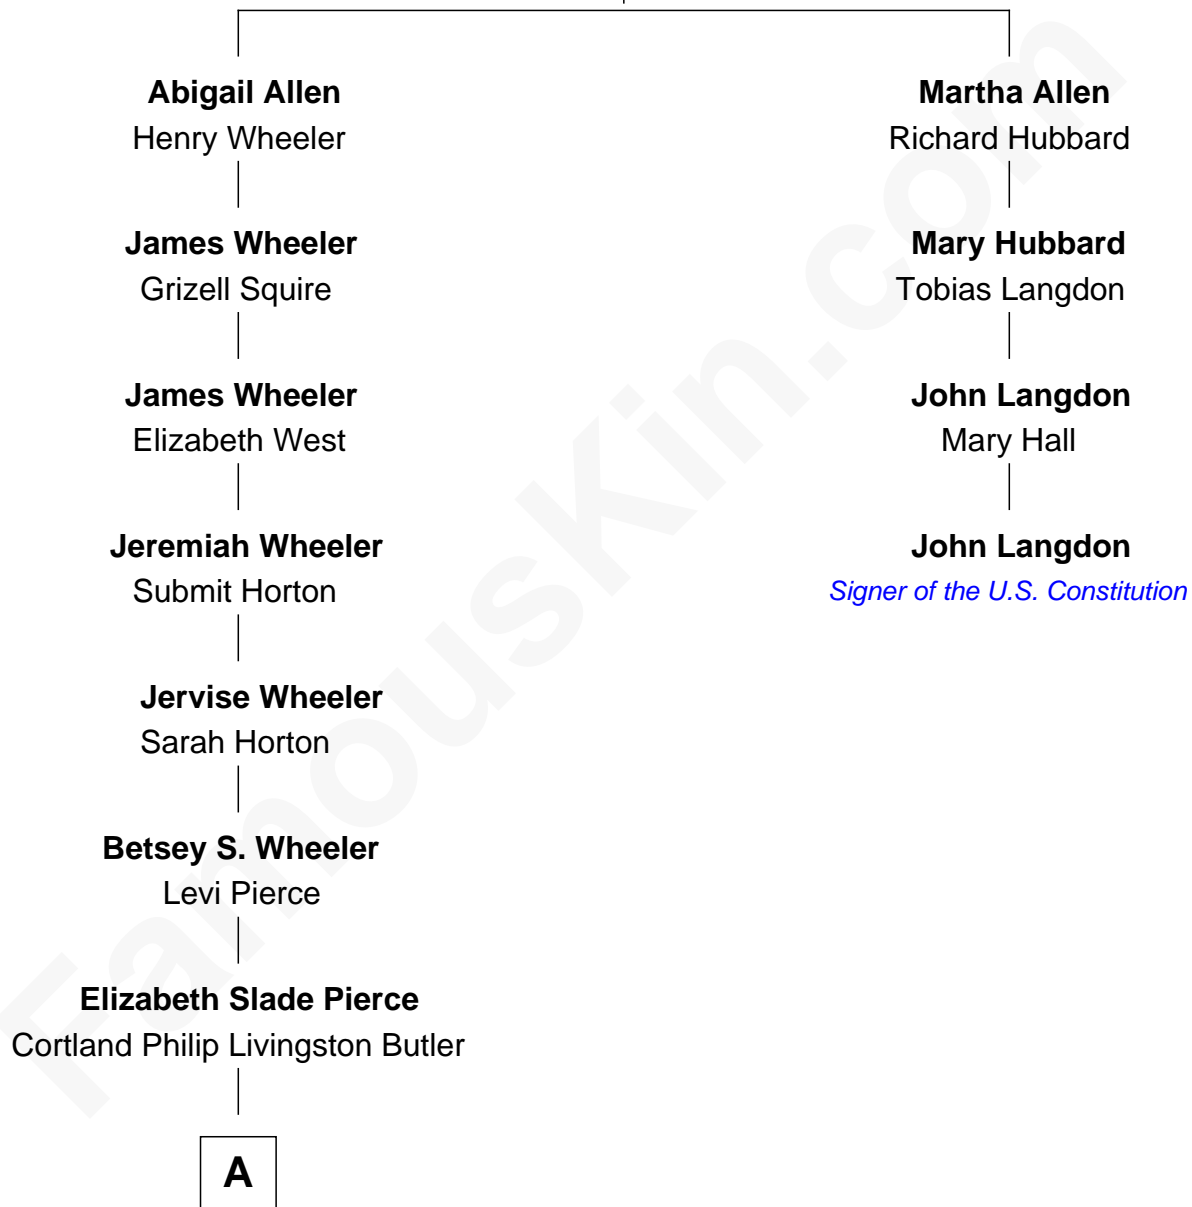 Abigail Allen
Henry Wheeler
Martha Allen
Richard Hubbard
James Wheeler
Grizell Squire
Mary Hubbard
Tobias Langdon
James Wheeler
Elizabeth West
John Langdon
Mary Hall
Jeremiah Wheeler
Submit Horton
John Langdon
Signer of the U.S. Constitution
Jervise Wheeler
Sarah Horton
Betsey S. Wheeler
Levi Pierce
Elizabeth Slade Pierce
Cortland Philip Livingston Butler
A
FamousKin.com